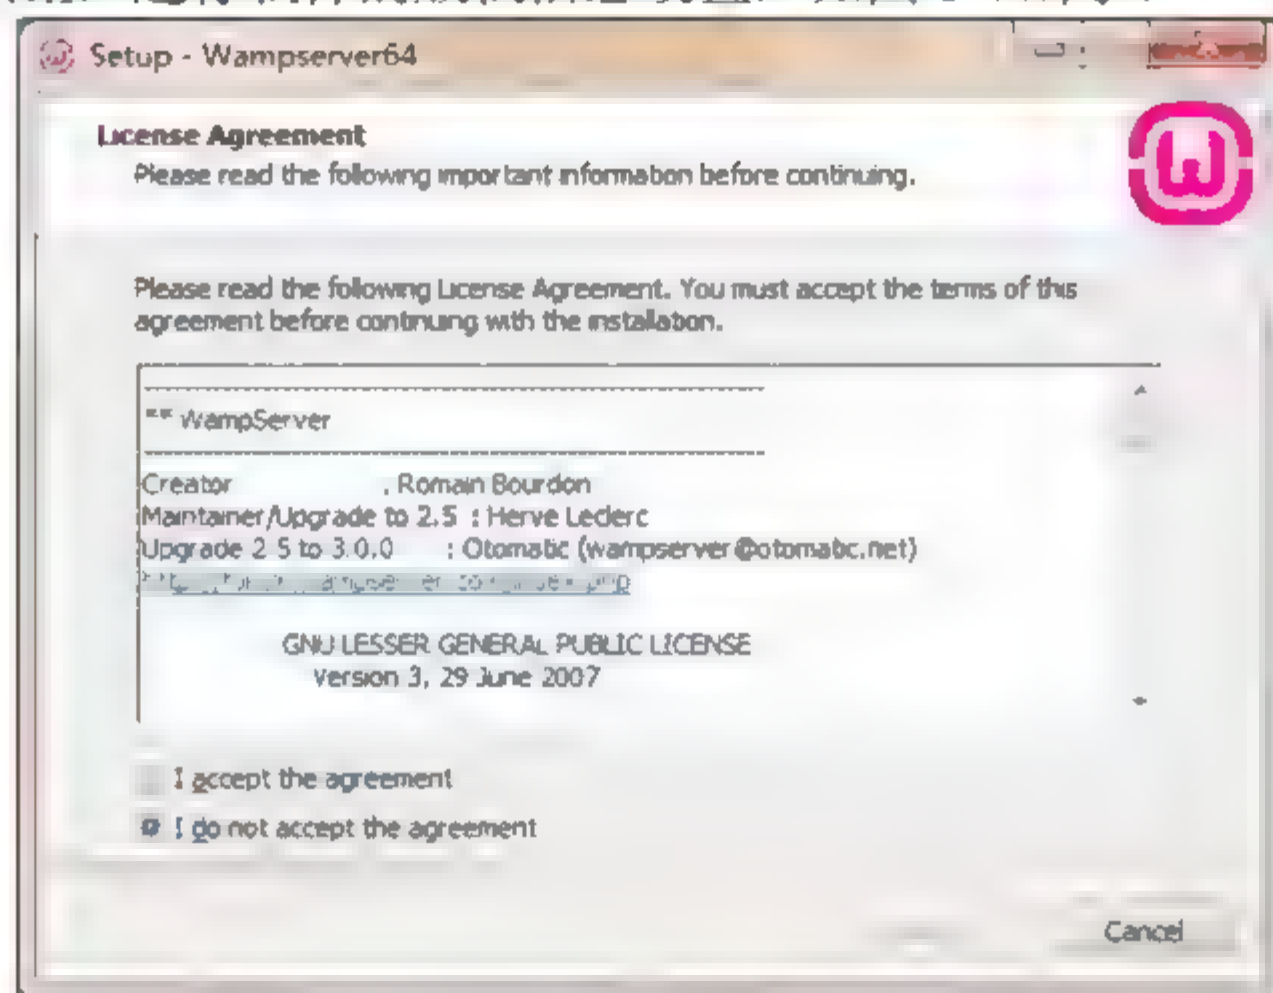 Setup - Wampserver64
License Agreement
Please read the following important information before continuing.
Please read the following License Agreement. You must accept the terms of this
agreement before continuing with the installation.
** WampServer
Creator , Romain Bourdon
Maintainer/Upgrade to 2.5 : Herve Leclerc
Upgrade 2 5 to 3.0.0 : Otomatic (wampserver@otomatic.net)
GNU LESSER GENERAL PUBLIC LICENSE
Version 3, 29 June 2007
I accept the agreement
I do not accept the agreement
Cancel